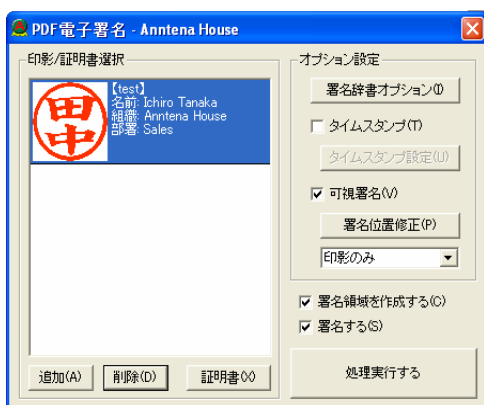 PDF電子署名 - Anntena House
印影/証明書選択
田中
【test】
名前: Ichiro Tanaka
組織: Anntena House
部署: Sales
追加(A)
削除(D)
証明書(X)
オプション設定
署名辞書オプション(I)
タイムスタンプ(T)
タイムスタンプ設定(U)
可視署名(V)
署名位置修正(P)
印影のみ
署名領域を作成する(C)
署名する(S)
処理実行する